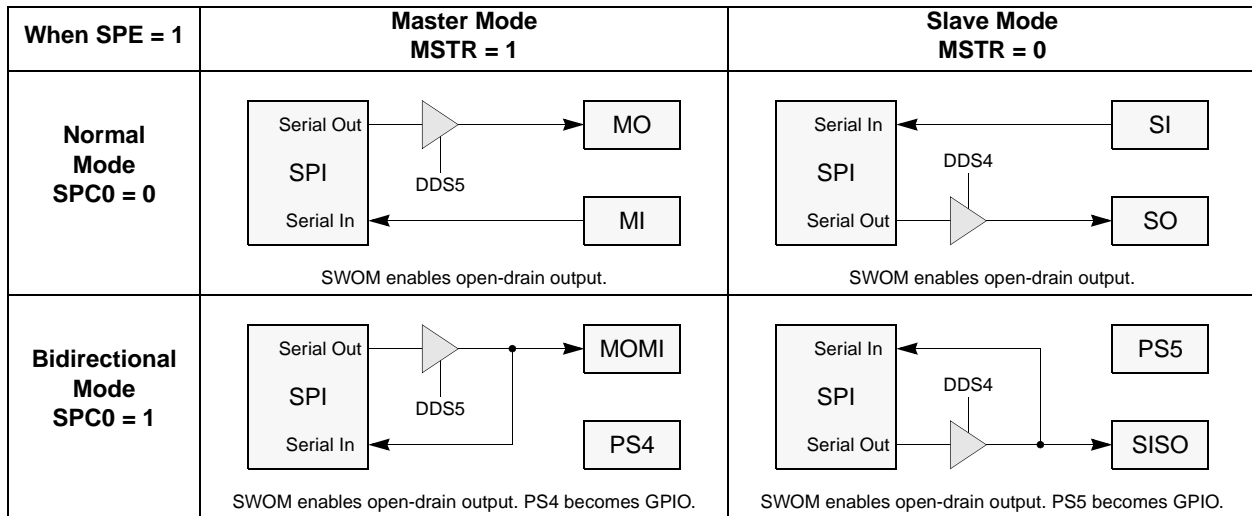 When SPE = 1
Master Mode
MSTR = 1
Slave Mode
MSTR = 0
Normal
Mode
SPC0 = 0
Serial Out
SPI
Serial In
DDS5
MO
MI
SWOM enables open-drain output.
Serial In
SPI
Serial Out
DDS4
SI
SO
SWOM enables open-drain output.
Bidirectional
Mode
SPC0 = 1
Serial Out
SPI
Serial In
DDS5
MOMI
PS4
SWOM enables open-drain output. PS4 becomes GPIO.
Serial In
SPI
Serial Out
DDS4
PS5
SISO
SWOM enables open-drain output. PS5 becomes GPIO.